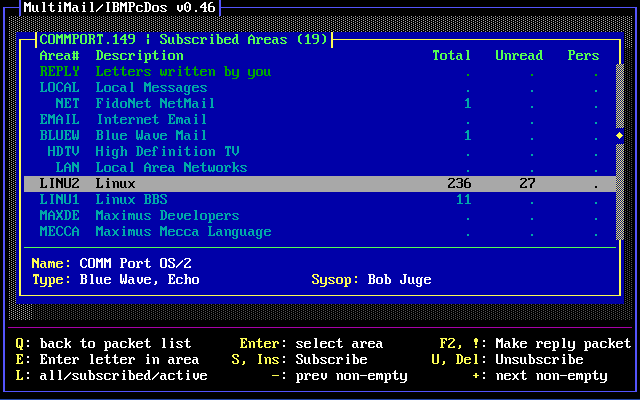 MultiMail/IBMPcDos v0.46
COMMPORT.149 ¦ Subscribed Areas (19)
Area# Description Total Unread Pers
REPLY Letters written by you . . .
LOCAL Local Messages . . .
NET FidoNet NetMail 1 . .
EMAIL Internet Email . . .
BLUEW Blue Wave Mail 1 . .
HDTV High Definition TV . . .
LAN Local Area Networks . . .
LINU2 Linux 236 27 .
LINU1 Linux BBS 11 . .
MAXDE Maximus Developers . . .
MECCA Maximus Mecca Language . . .
Name: COMM Port OS/2
Type: Blue Wave, Echo Sysop: Bob Juge
Q: back to packet list Enter: select area F2, !: Make reply packet
E: Enter letter in area S, Ins: Subscribe U, Del: Unsubscribe
L: all/subscribed/active -: prev non-empty +: next non-empty